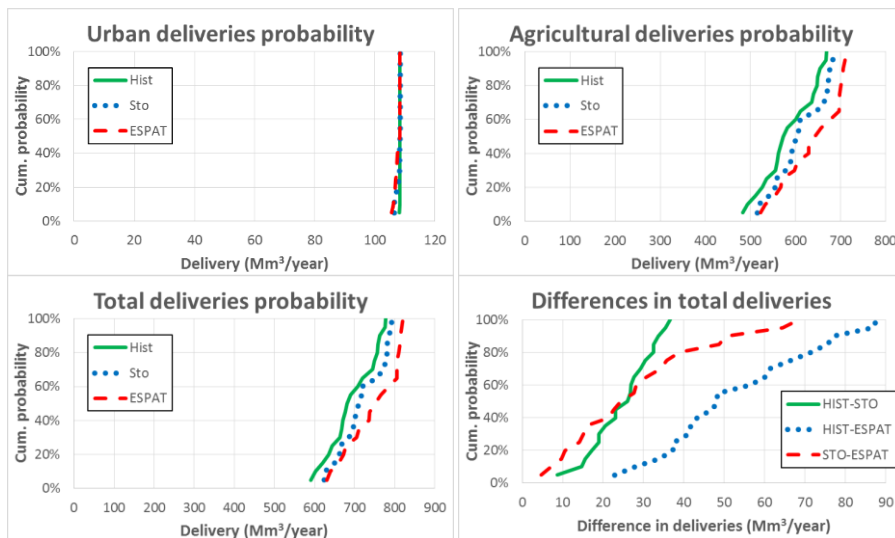 Urban deliveries probability
100%
80%
60%
40%
20%
0%
Cum. probability
Hist
Sto
ESPAT
0 20 40 60 80 100 120
Delivery (Mm³/year)
Agricultural deliveries probability
100%
80%
60%
40%
20%
0%
Cum. probability
Hist
Sto
ESPAT
0 100 200 300 400 500 600 700 800
Delivery (Mm³/year)
Total deliveries probability
100%
80%
60%
40%
20%
0%
Cum. probability
Hist
Sto
ESPAT
0 100 200 300 400 500 600 700 800 900
Delivery (Mm³/year)
Differences in total deliveries
100%
80%
60%
40%
20%
0%
Cum. probability
HIST-STO
HIST-ESPAT
STO-ESPAT
0 10 20 30 40 50 60 70 80 90
Difference in deliveries (Mm³/year)